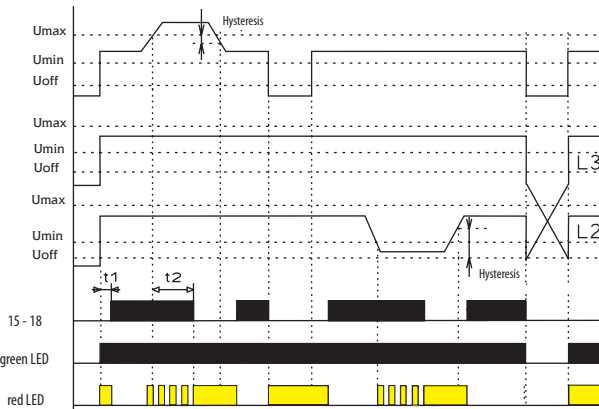 Hysteresis
Umax
Umin
Uoff
Umax
Umin
Uoff
L3
Umax
Umin
Uoff
L2
Hysteresis
t1
t2
15 - 18
green LED
red LED